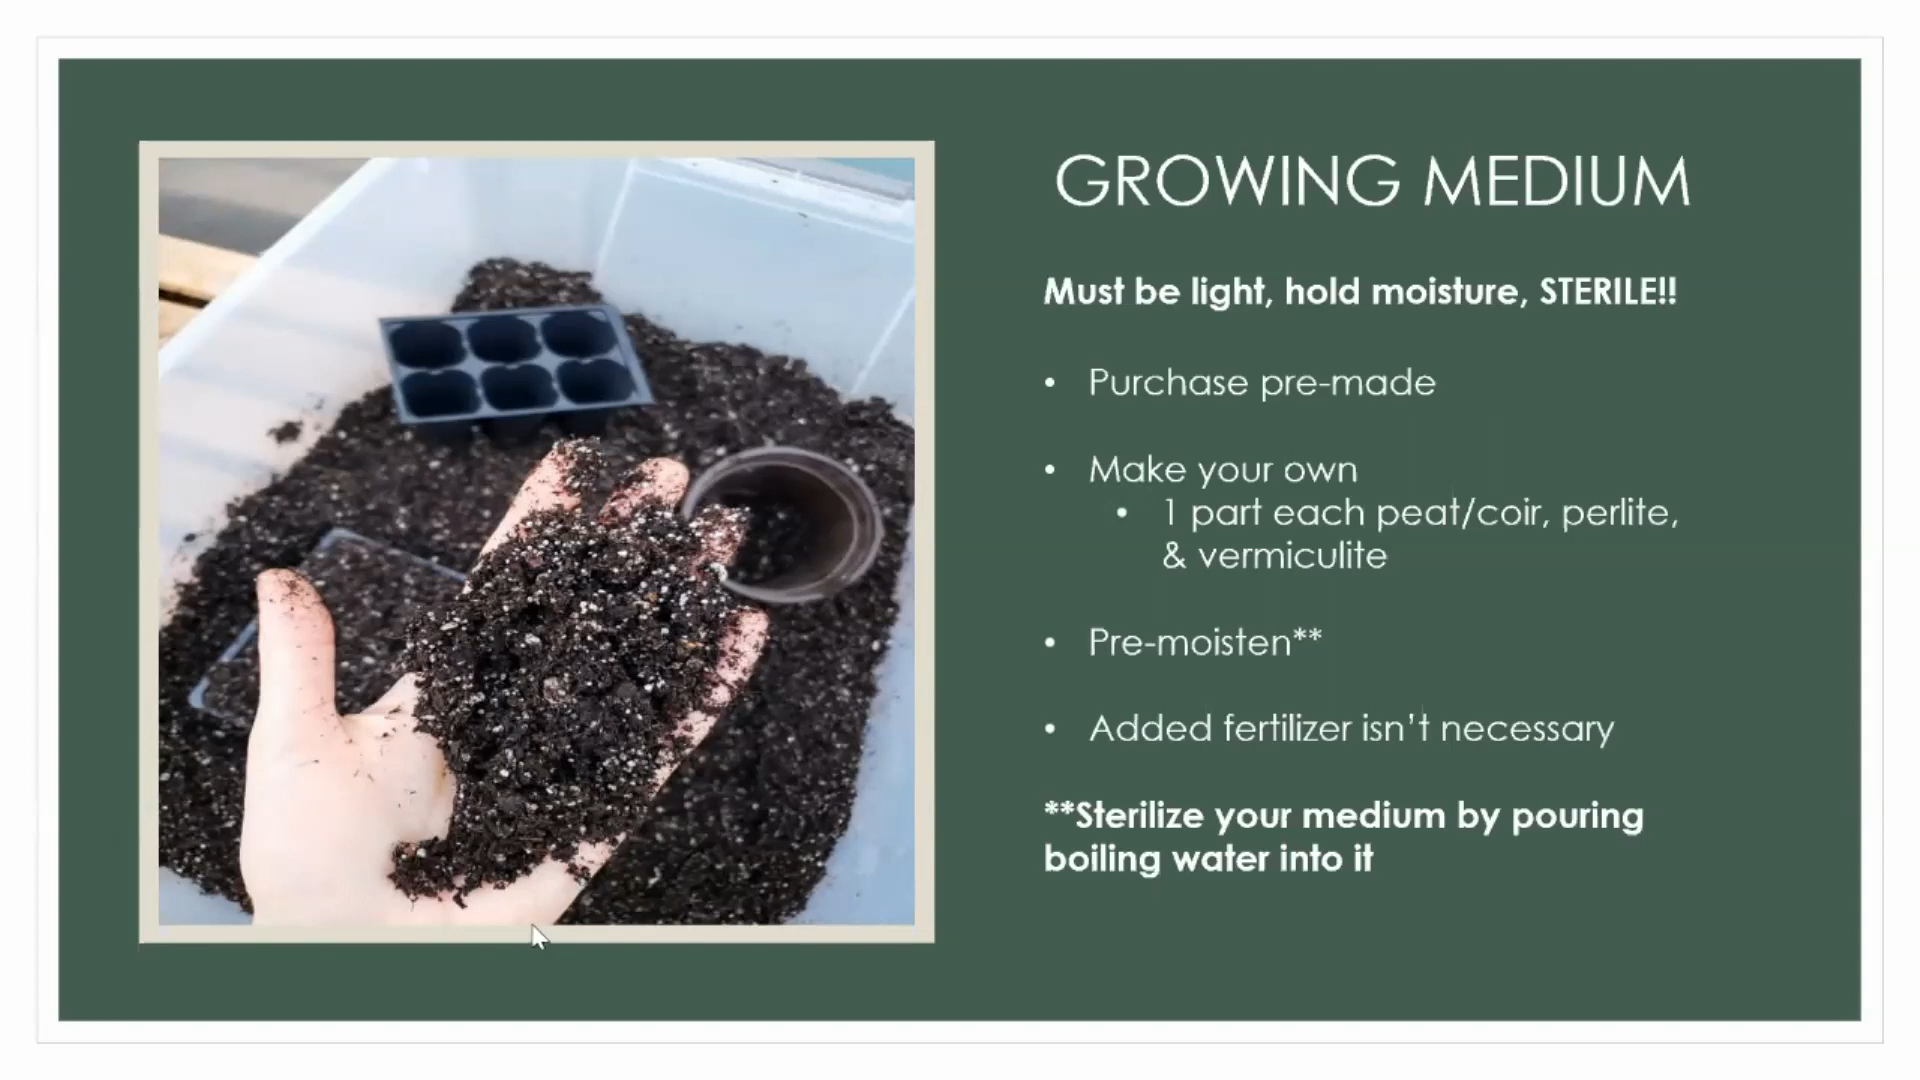 GROWING MEDIUM
Must be light, hold moisture, STERILE!!
• Purchase pre-made
• Make your own
• 1 part each peat/coir, perlite,
& vermiculite
• Pre-moisten**
• Added fertilizer isn't necessary
**Sterilize your medium by pouring
boiling water into it